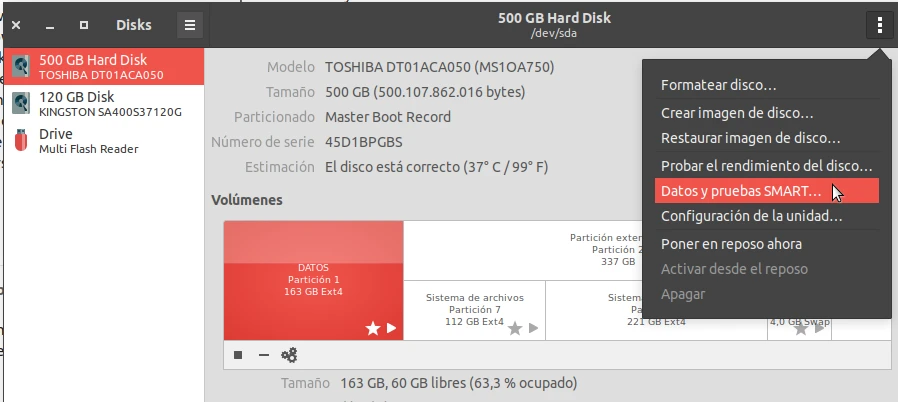 Disks
500 GB Hard Disk
/dev/sda
500 GB Hard Disk
TOSHIBA DT01ACA050
120 GB Disk
KINGSTON SA400S37120G
Drive
Multi Flash Reader
Modelo TOSHIBA DT01ACA050 (MS1OA750)
Tamaño 500 GB (500.107.862.016 bytes)
Particionado Master Boot Record
Número de serie 45D1BPGBS
Estimación El disco está correcto (37° C / 99° F)
Formatear disco…
Crear imagen de disco…
Restaurar imagen de disco…
Probar el rendimiento del disco…
Datos y pruebas SMART…
Configuración de la unidad…
Poner en reposo ahora
Activar desde el reposo
Apagar
Volúmenes
DATOS
Partición 1
163 GB Ext4
Partición exten
Partición 2
337 GB
Sistema de archivos
Partición 7
112 GB Ext4
Sistema
Partic
221 GB Ext4
4,0 GB Swap
Tamaño 163 GB, 60 GB libres (63,3 % ocupado)